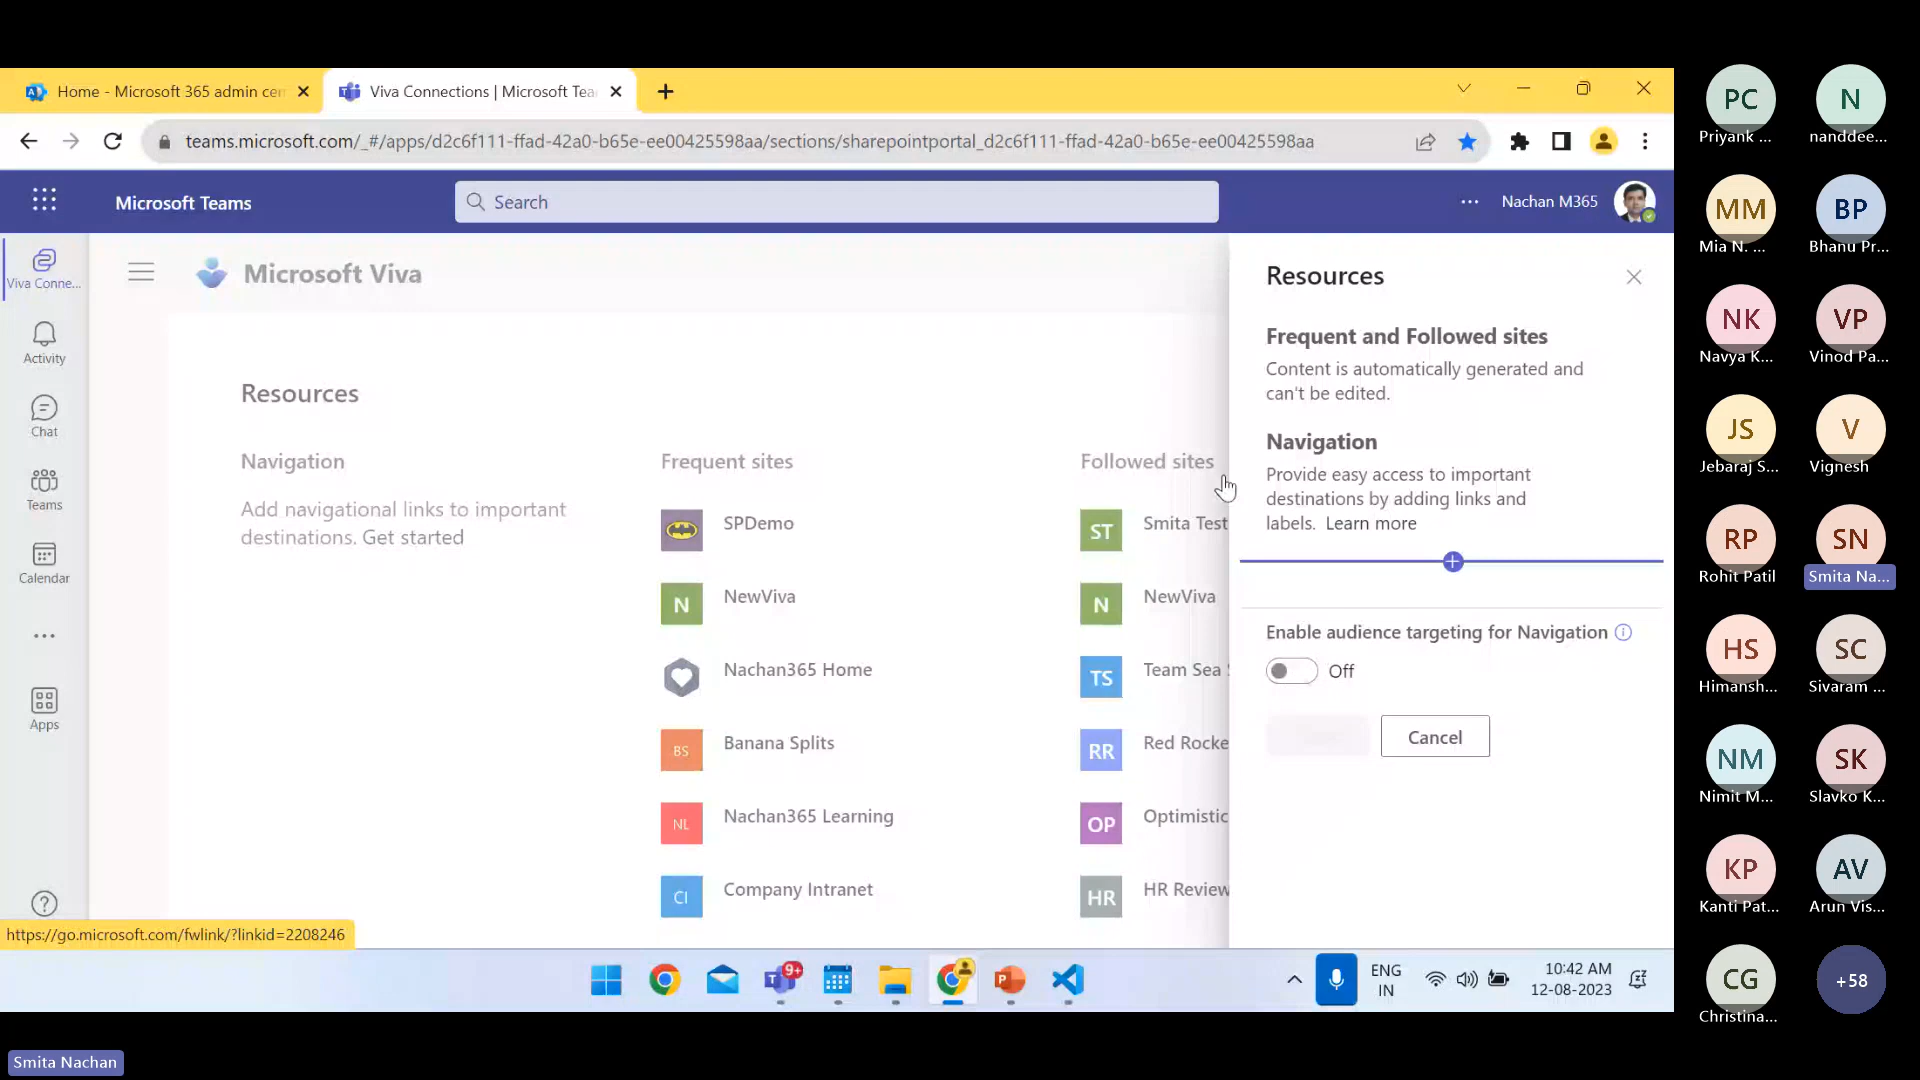 Home - Microsoft 365 admin cen
Viva Connections | Microsoft Tea
teams.microsoft.com/_#/apps/d2c6f111-ffad-42a0-b65e-ee00425598aa/sections/sharepointportal_d2c6f111-ffad-42a0-b65e-ee00425598aa
Microsoft Teams
Search
Nachan M365
Viva Conne...
Activity
Chat
Teams
Calendar
Apps
Microsoft Viva
Resources
Navigation
Add navigational links to important
destinations. Get started
Frequent sites
SPDemo
N
NewViva
Nachan365 Home
BS
Banana Splits
NL
Nachan365 Learning
CI
Company Intranet
Followed sites
ST
Smita Test
N
NewViva
TS
Team Sea
RR
Red Rocke
OP
Optimistic
HR
HR Review
Resources
Frequent and Followed sites
Content is automatically generated and
can't be edited.
Navigation
Provide easy access to important
destinations by adding links and
labels. Learn more
Enable audience targeting for Navigation
Off
Cancel
https://go.microsoft.com/fwlink/?linkid=2208246
9+
ENG
IN
10:42 AM
12-08-2023
PC
Priyank ...
N
nanddee...
MM
Mia N. ...
BP
Bhanu Pr...
NK
Navya K...
VP
Vinod Pa...
JS
Jebaraj S...
V
Vignesh
RP
Rohit Patil
SN
Smita Na...
HS
Himansh...
SC
Sivaram ...
NM
Nimit M...
SK
Slavko K...
KP
Kanti Pat...
AV
Arun Vis...
CG
Christina...
+58
Smita Nachan